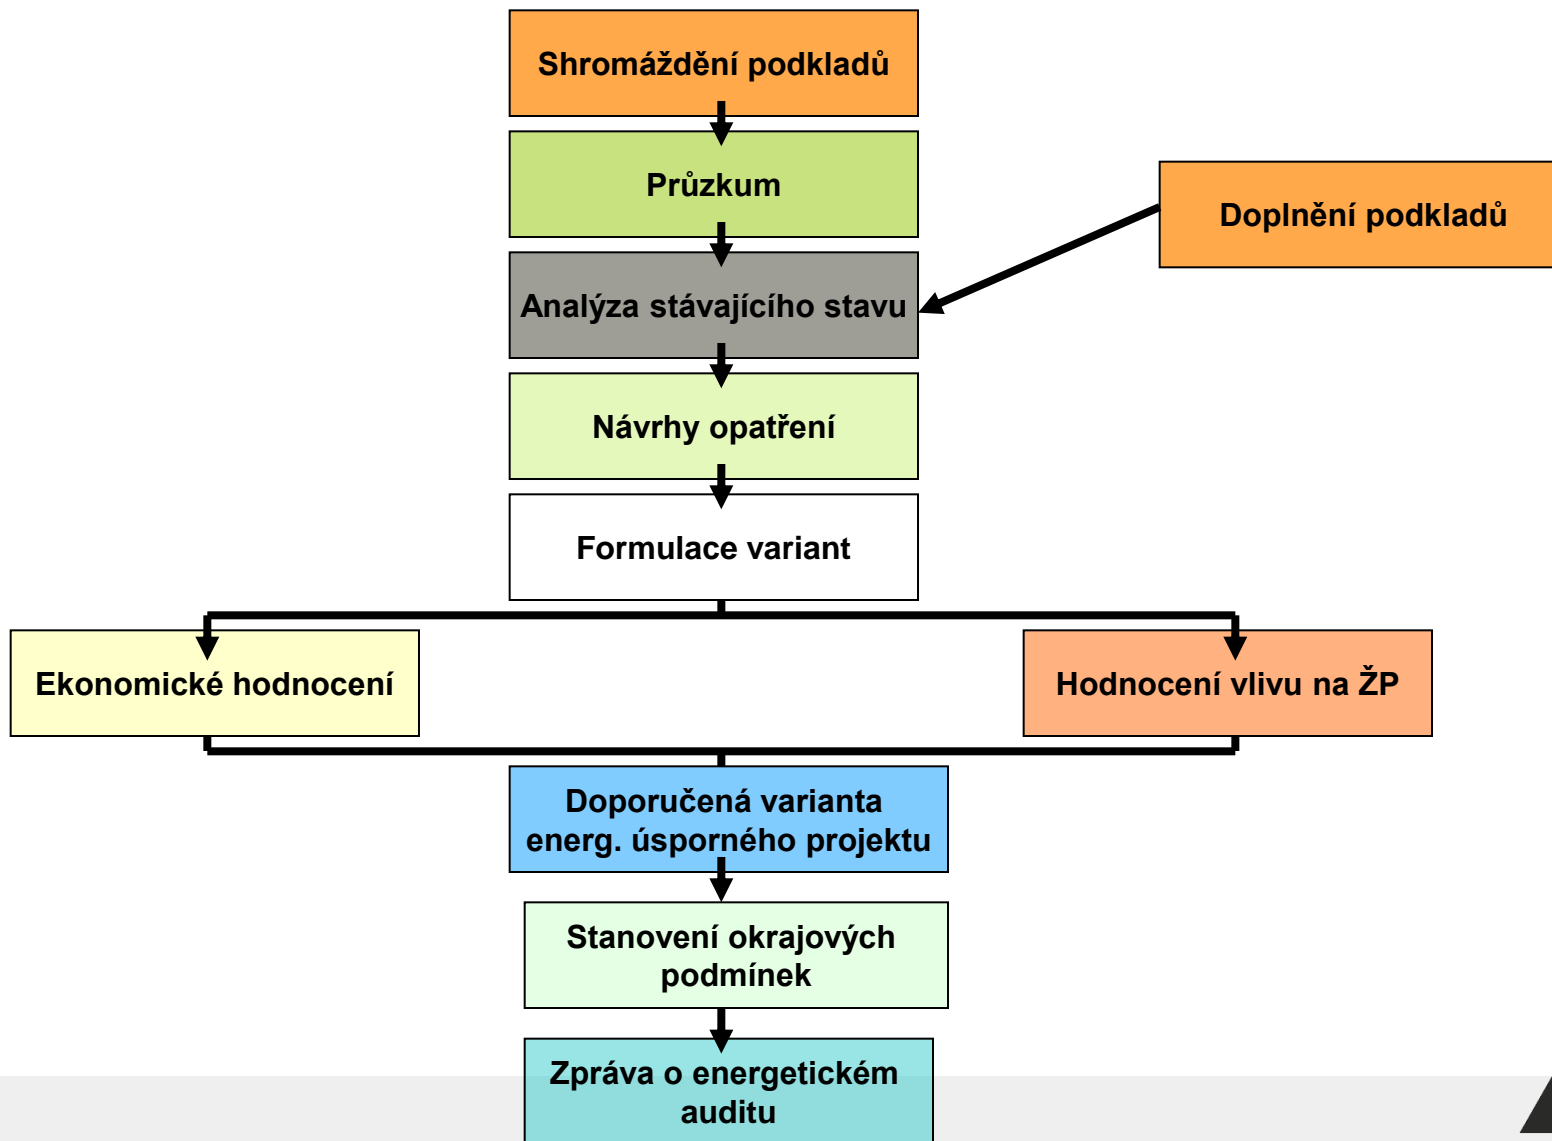 Shromáždění podkladů
Průzkum
Doplnění podkladů
Analýza stávajícího stavu
Návrhy opatření
Formulace variant
Ekonomické hodnocení
Hodnocení vlivu na ŽP
Doporučená varianta
energ. úsporného projektu
Stanovení okrajových
podmínek
Zpráva o energetickém
auditu